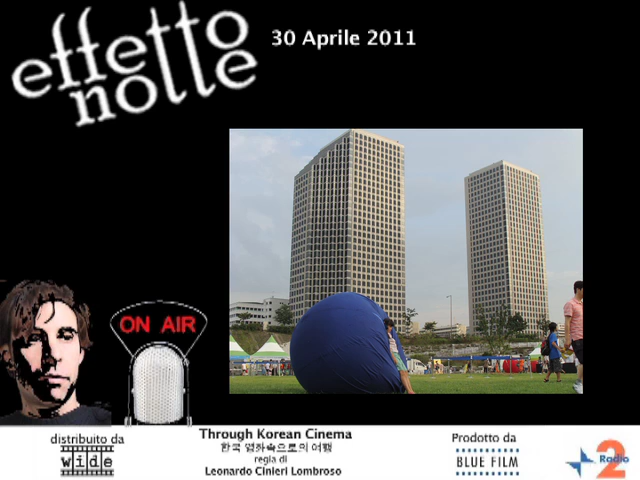 effetto
notte
30 Aprile 2011
ON AIR
distribuito da
wide
Through Korean Cinema
한국 영화속으로의 여행
regia di
Leonardo Cinieri Lombroso
Prodotto da
BLUE FILM
Radio 2